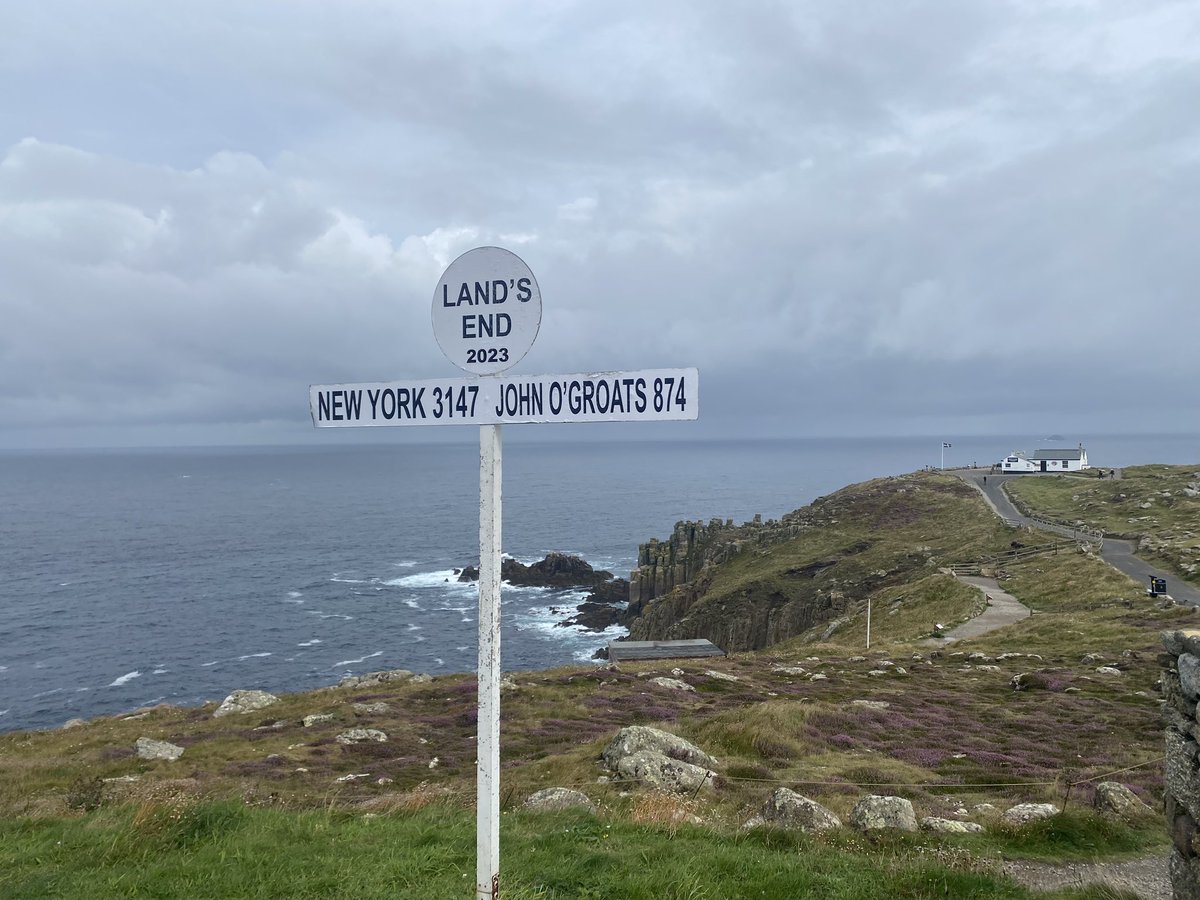 LAND'S
END
2023
NEW YORK 3147 JOHN O'GROATS 874